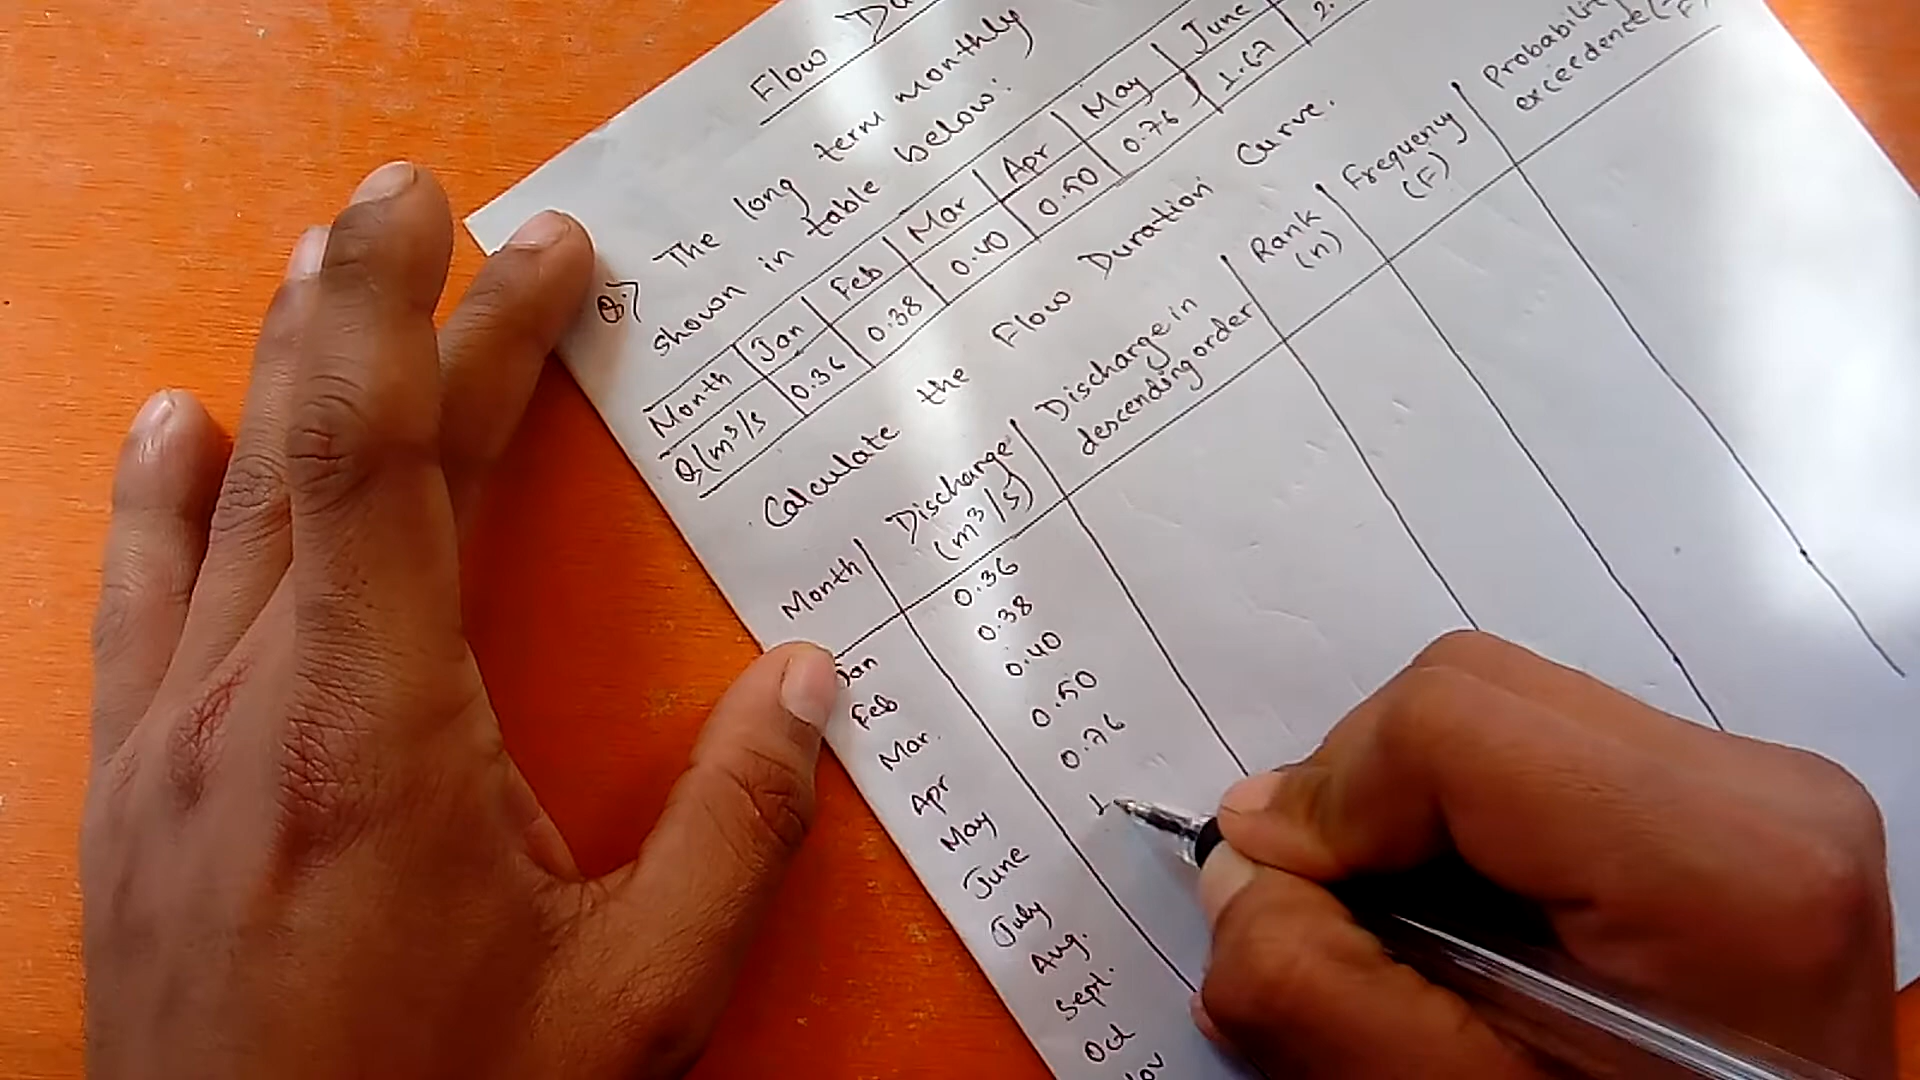 Flow
Q.) The long term monthly
shown in table below:
Month Jan Feb Mar Apr May June
Q(m³/s 0.36 0.38 0.40 0.50 0.76 1.67 2.
Calculate the Flow Duration Curve.
Month Discharge (m³/s) Discharge in descending order Rank (n) Frequency (F) Probability exceedence
Jan 0.36
Feb 0.38
Mar. 0.40
Apr 0.50
May 0.76
June 1
July
Aug.
Sept.
Oct